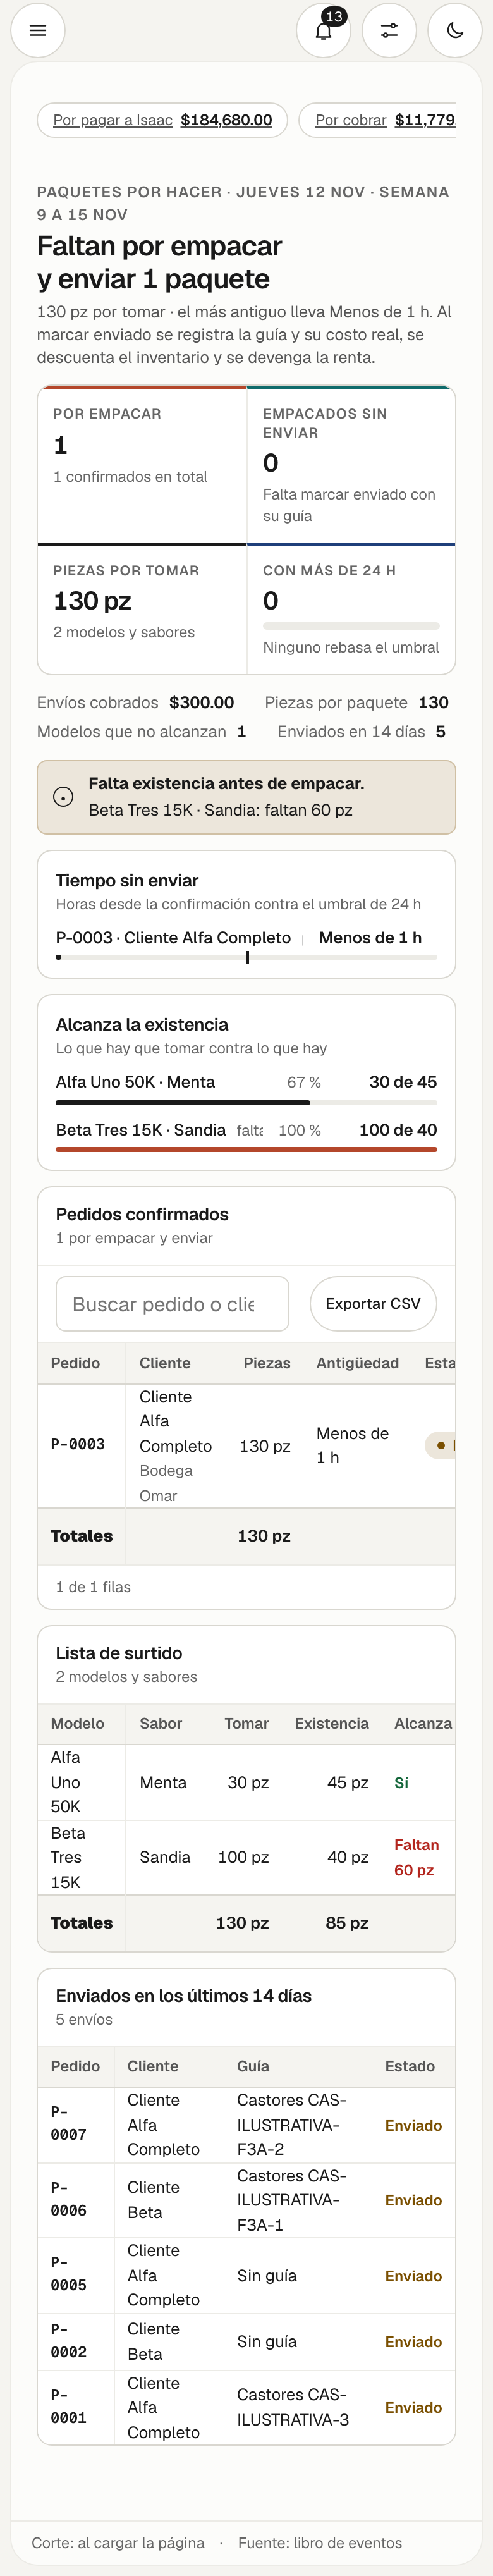 13
Por pagar a Isaac $184,680.00 Por cobrar $11,779.
PAQUETES POR HACER · JUEVES 12 NOV · SEMANA
9 A 15 NOV
Faltan por empacar
y enviar 1 paquete
130 pz por tomar · el más antiguo lleva Menos de 1 h. Al
marcar enviado se registra la guía y su costo real, se
descuenta el inventario y se devenga la renta.
POR EMPACAR
1
1 confirmados en total
EMPACADOS SIN
ENVIAR
0
Falta marcar enviado con
su guía
PIEZAS POR TOMAR
130 pz
2 modelos y sabores
CON MÁS DE 24 H
0
Ninguno rebasa el umbral
Envíos cobrados $300.00 Piezas por paquete 130
Modelos que no alcanzan 1 Enviados en 14 días 5
Falta existencia antes de empacar.
Beta Tres 15K · Sandia: faltan 60 pz
Tiempo sin enviar
Horas desde la confirmación contra el umbral de 24 h
P-0003 · Cliente Alfa Completo Menos de 1 h
Alcanza la existencia
Lo que hay que tomar contra lo que hay
Alfa Uno 50K · Menta 67 % 30 de 45
Beta Tres 15K · Sandia 100 % 100 de 40
Pedidos confirmados
1 por empacar y enviar
Buscar pedido o Exportar CSV
Pedido Cliente Piezas Antigüedad
P-0003
Cliente
Alfa
Completo
Bodega
Omar
130 pz
Menos de
1 h
Totales 130 pz
1 de 1 filas
Lista de surtido
2 modelos y sabores
Modelo Sabor Tomar Existencia Alcanza
Alfa
Uno
50K
Menta 30 pz 45 pz Sí
Beta
Tres
15K
Sandia 100 pz 40 pz
Faltan
60 pz
Totales 130 pz 85 pz
Enviados en los últimos 14 días
5 envíos
Pedido Cliente Guía Estado
P-
0007
Cliente
Alfa
Completo
Castores CAS-
ILUSTRATIVA-
F3A-2
Enviado
P-
0006
Cliente
Beta
Castores CAS-
ILUSTRATIVA-
F3A-1
Enviado
P-
0005
Cliente
Alfa
Completo
Sin guía
Enviado
P-
0002
Cliente
Beta
Sin guía
Enviado
P-
0001
Cliente
Alfa
Completo
Castores CAS-
ILUSTRATIVA-3
Enviado
Corte: al cargar la página · Fuente: libro de eventos